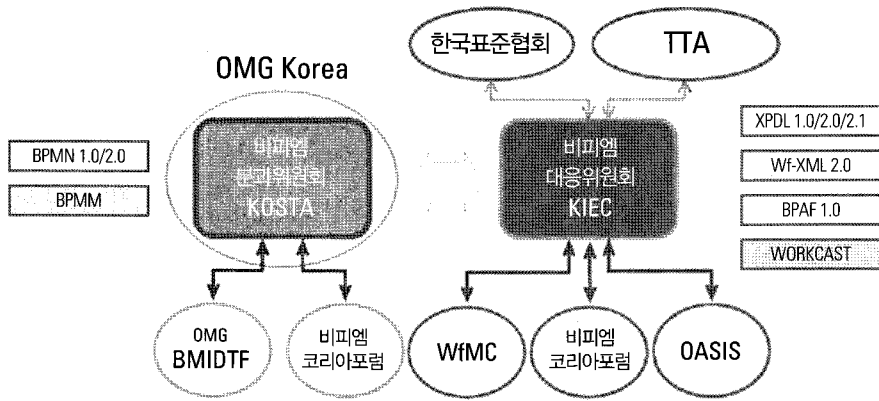 한국표준협회
TTA
OMG Korea
BPMN 1.0/2.0
BPMM
비피엠
분과위원회
KOSTA
비피엠
대응위원회
KIEC
XPDL 1.0/2.0/2.1
Wf-XML 2.0
BPAF 1.0
WORKCAST
OMG
BMIDTF
비피엠
코리아포럼
WfMC
비피엠
코리아포럼
OASIS